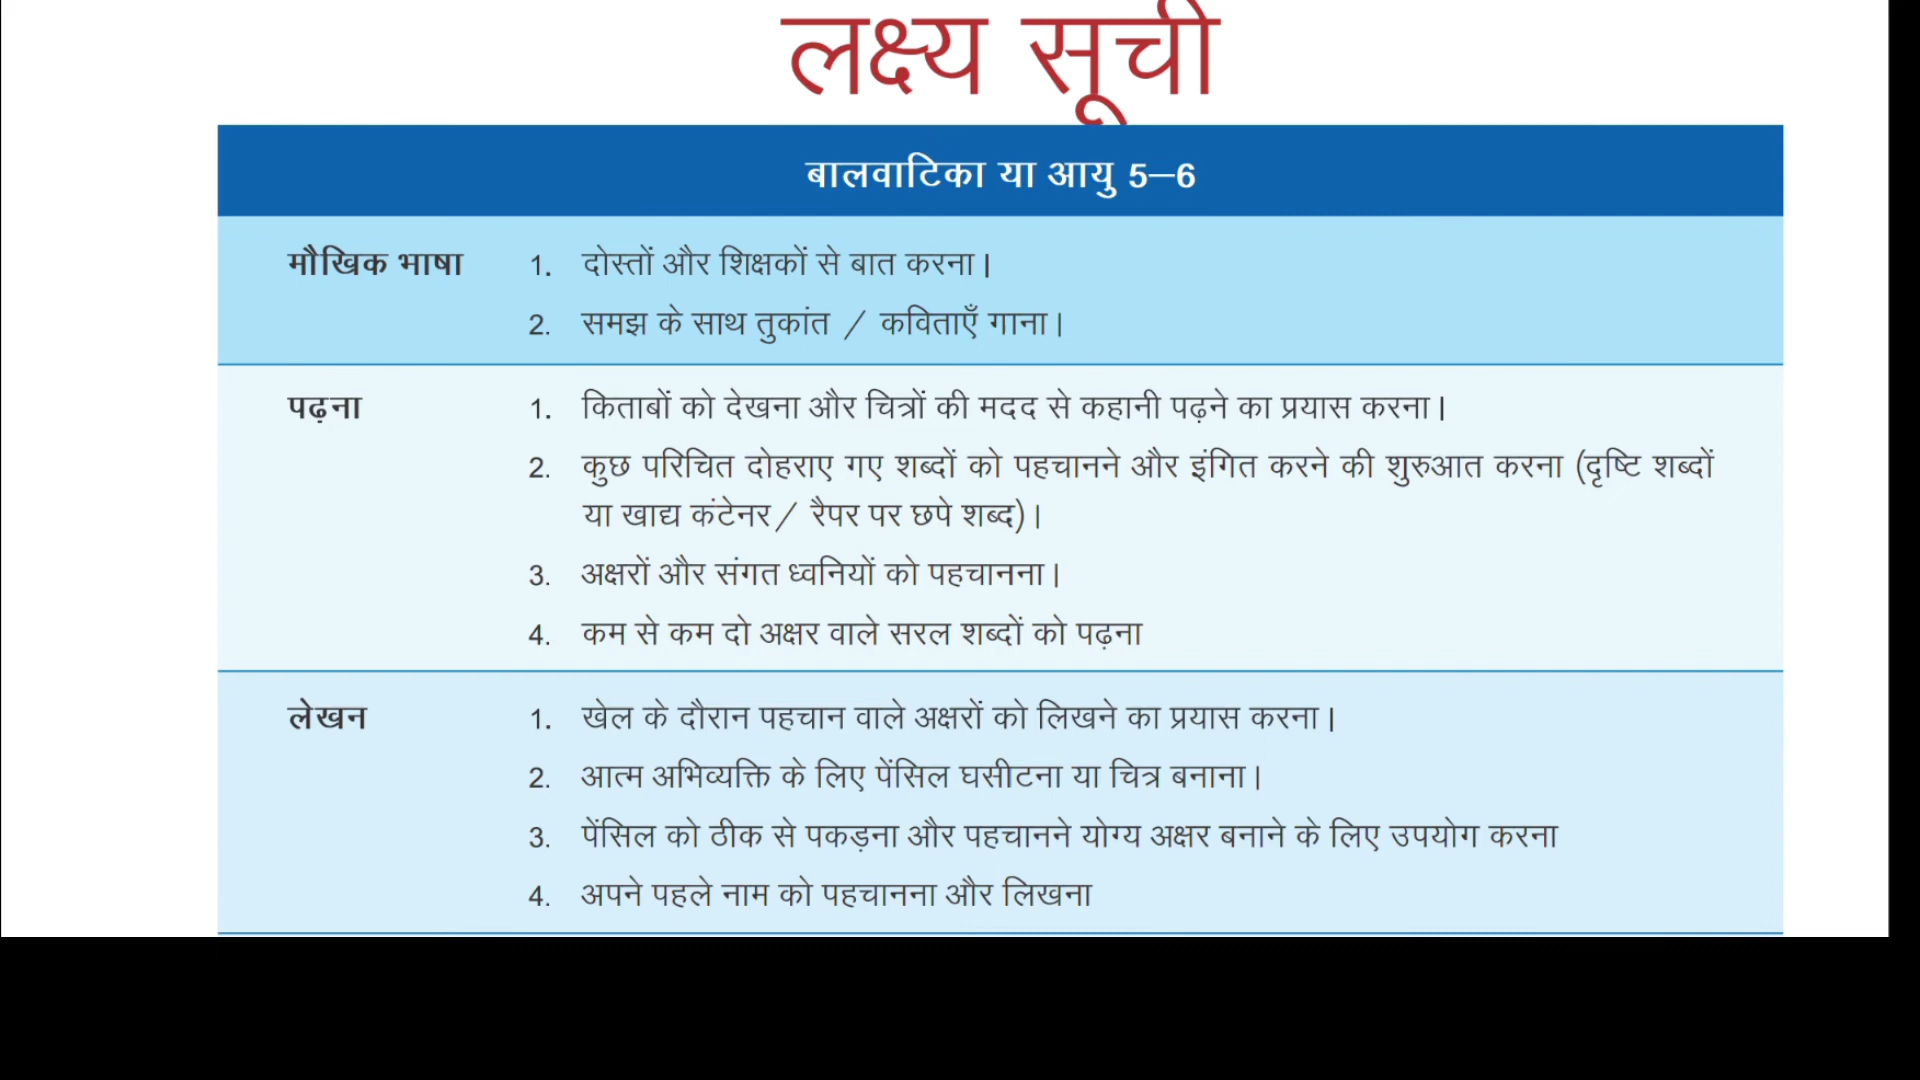 लक्ष्य सूची
बालवाटिका या आयु 5–6
मौखिक भाषा 1. दोस्तों और शिक्षकों से बात करना।
2. समझ के साथ तुकांत / कविताएँ गाना।
पढ़ना 1. किताबों को देखना और चित्रों की मदद से कहानी पढ़ने का प्रयास करना।
2. कुछ परिचित दोहराए गए शब्दों को पहचानने और इंगित करने की शुरुआत करना (दृष्टि शब्दों
या खाद्य कंटेनर/ रैपर पर छपे शब्द)।
3. अक्षरों और संगत ध्वनियों को पहचानना।
4. कम से कम दो अक्षर वाले सरल शब्दों को पढ़ना
लेखन 1. खेल के दौरान पहचान वाले अक्षरों को लिखने का प्रयास करना।
2. आत्म अभिव्यक्ति के लिए पेंसिल घसीटना या चित्र बनाना।
3. पेंसिल को ठीक से पकड़ना और पहचानने योग्य अक्षर बनाने के लिए उपयोग करना
4. अपने पहले नाम को पहचानना और लिखना